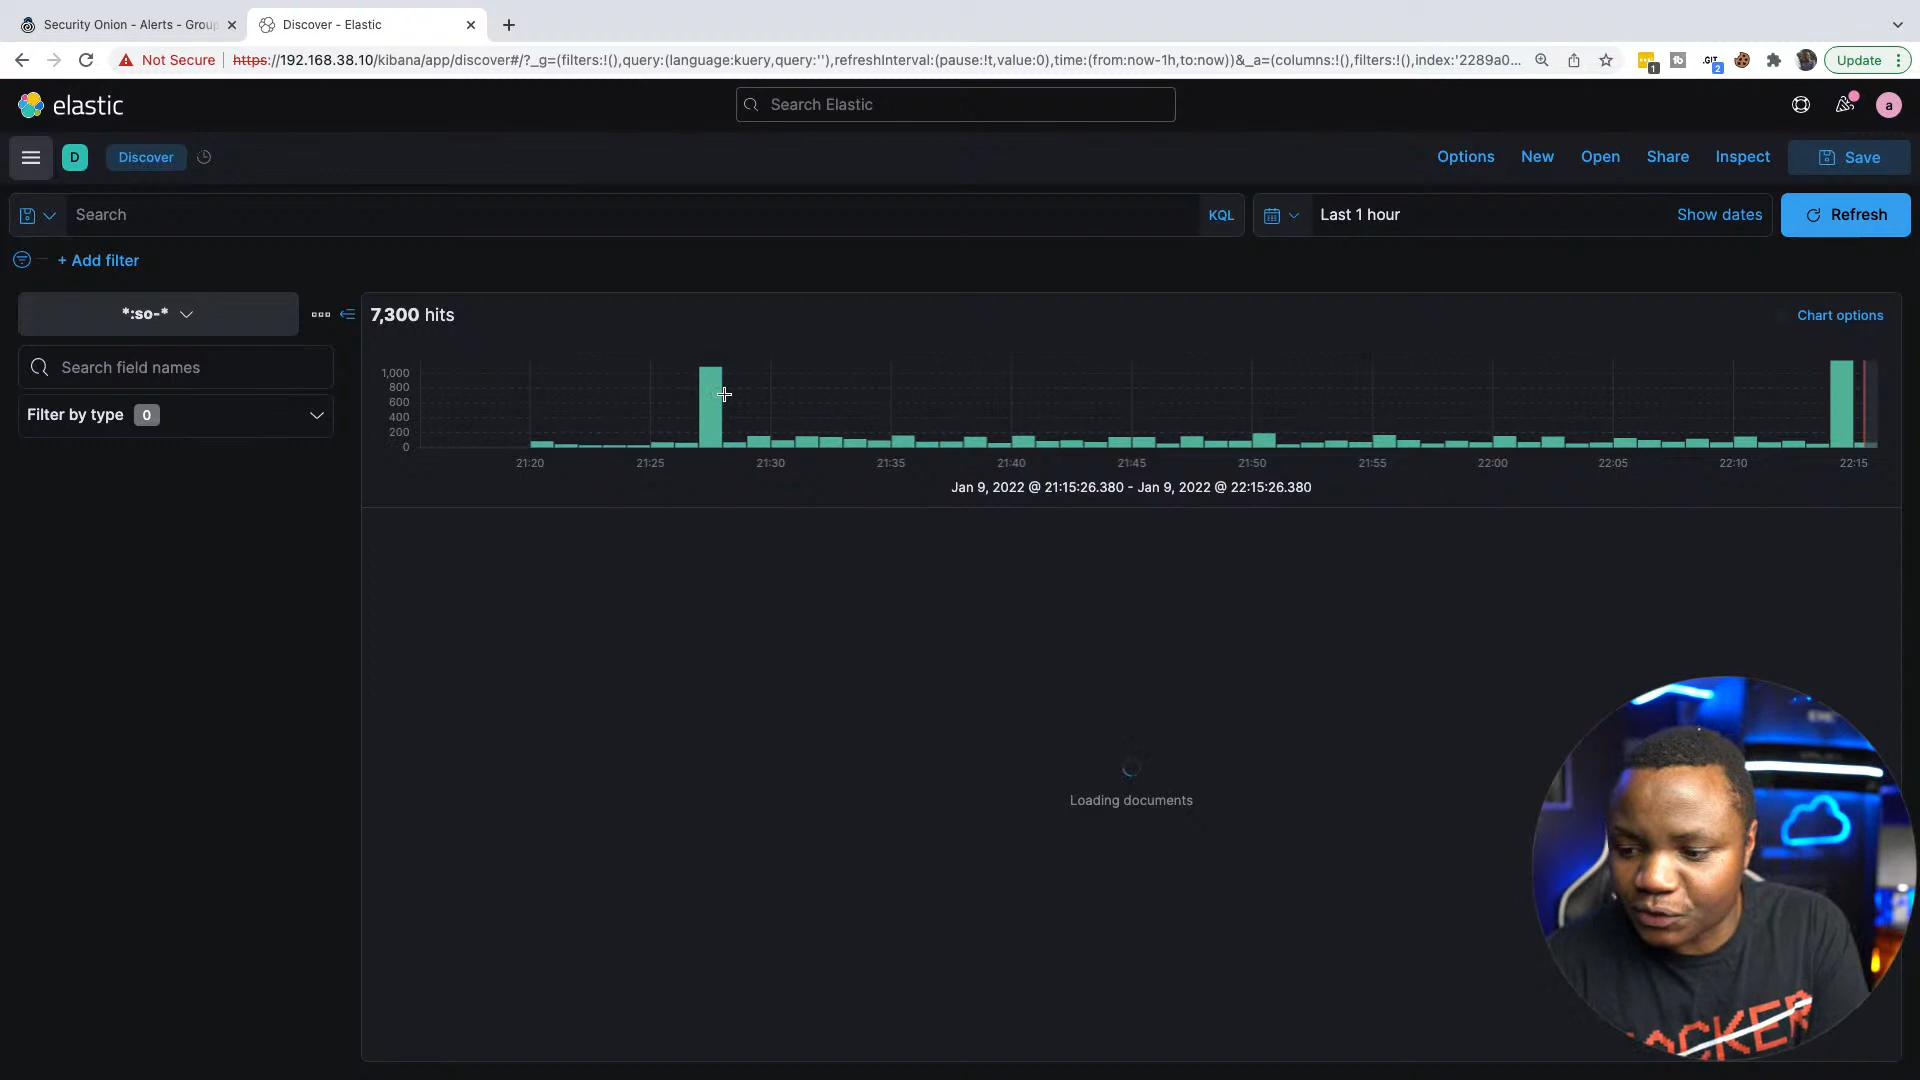 Security Onion - Alerts - Group
Discover - Elastic
Not Secure
https://192.168.38.10/kibana/app/discover#/?_g=(filters:!(),query:(language:kuery,query:''),refreshInterval:(pause:!t,value:0),time:(from:now-1h,to:now))&_a=(columns:!(),filters:!(),index:'2289a0...
1
2
Update
elastic
Search Elastic
a
D
Discover
Options
New
Open
Share
Inspect
Save
Search
KQL
Last 1 hour
Show dates
Refresh
+ Add filter
*:so-*
7,300 hits
Chart options
Search field names
Filter by type 0
1,000
800
600
400
200
0
21:20 21:25 21:30 21:35 21:40 21:45 21:50 21:55 22:00 22:05 22:10 22:15
Jan 9, 2022 @ 21:15:26.380 - Jan 9, 2022 @ 22:15:26.380
Loading documents